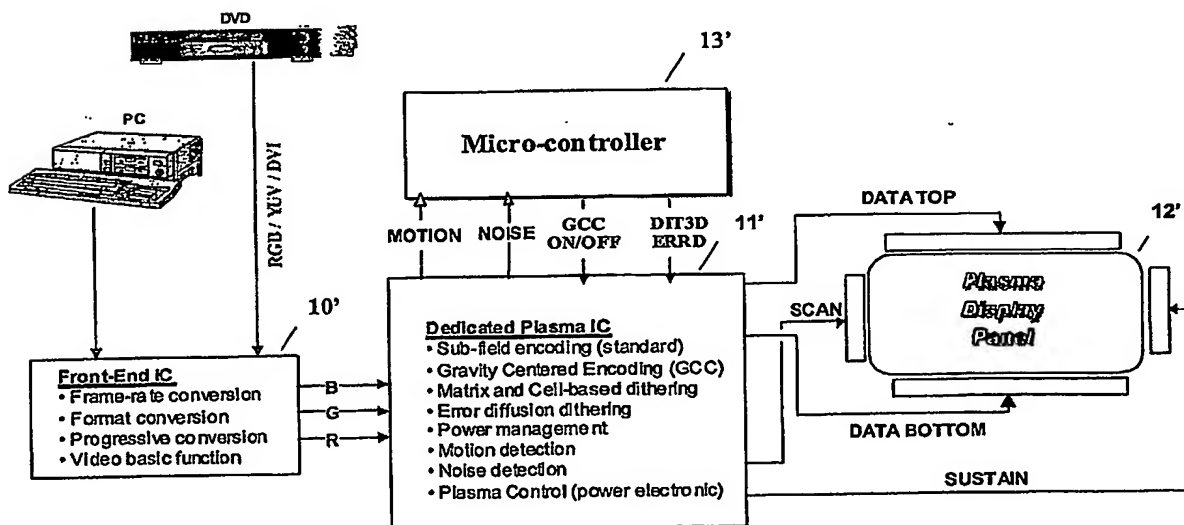 DVD
13'
PC
Micro-controller
RGB / YUV / DVI
MOTION
NOISE
GCC
ON/OFF
DIT3D
ERRD
11'
DATA TOP
12'
Plasma
Display
Panel
SCAN
10'
Front-End IC
• Frame-rate conversion
• Format conversion
• Progressive conversion
• Video basic function
B
G
R
Dedicated Plasma IC
• Sub-field encoding (standard)
• Gravity Centered Encoding (GCC)
• Matrix and Cell-based dithering
• Error diffusion dithering
• Power management
• Motion detection
• Noise detection
• Plasma Control (power electronic)
DATA BOTTOM
SUSTAIN